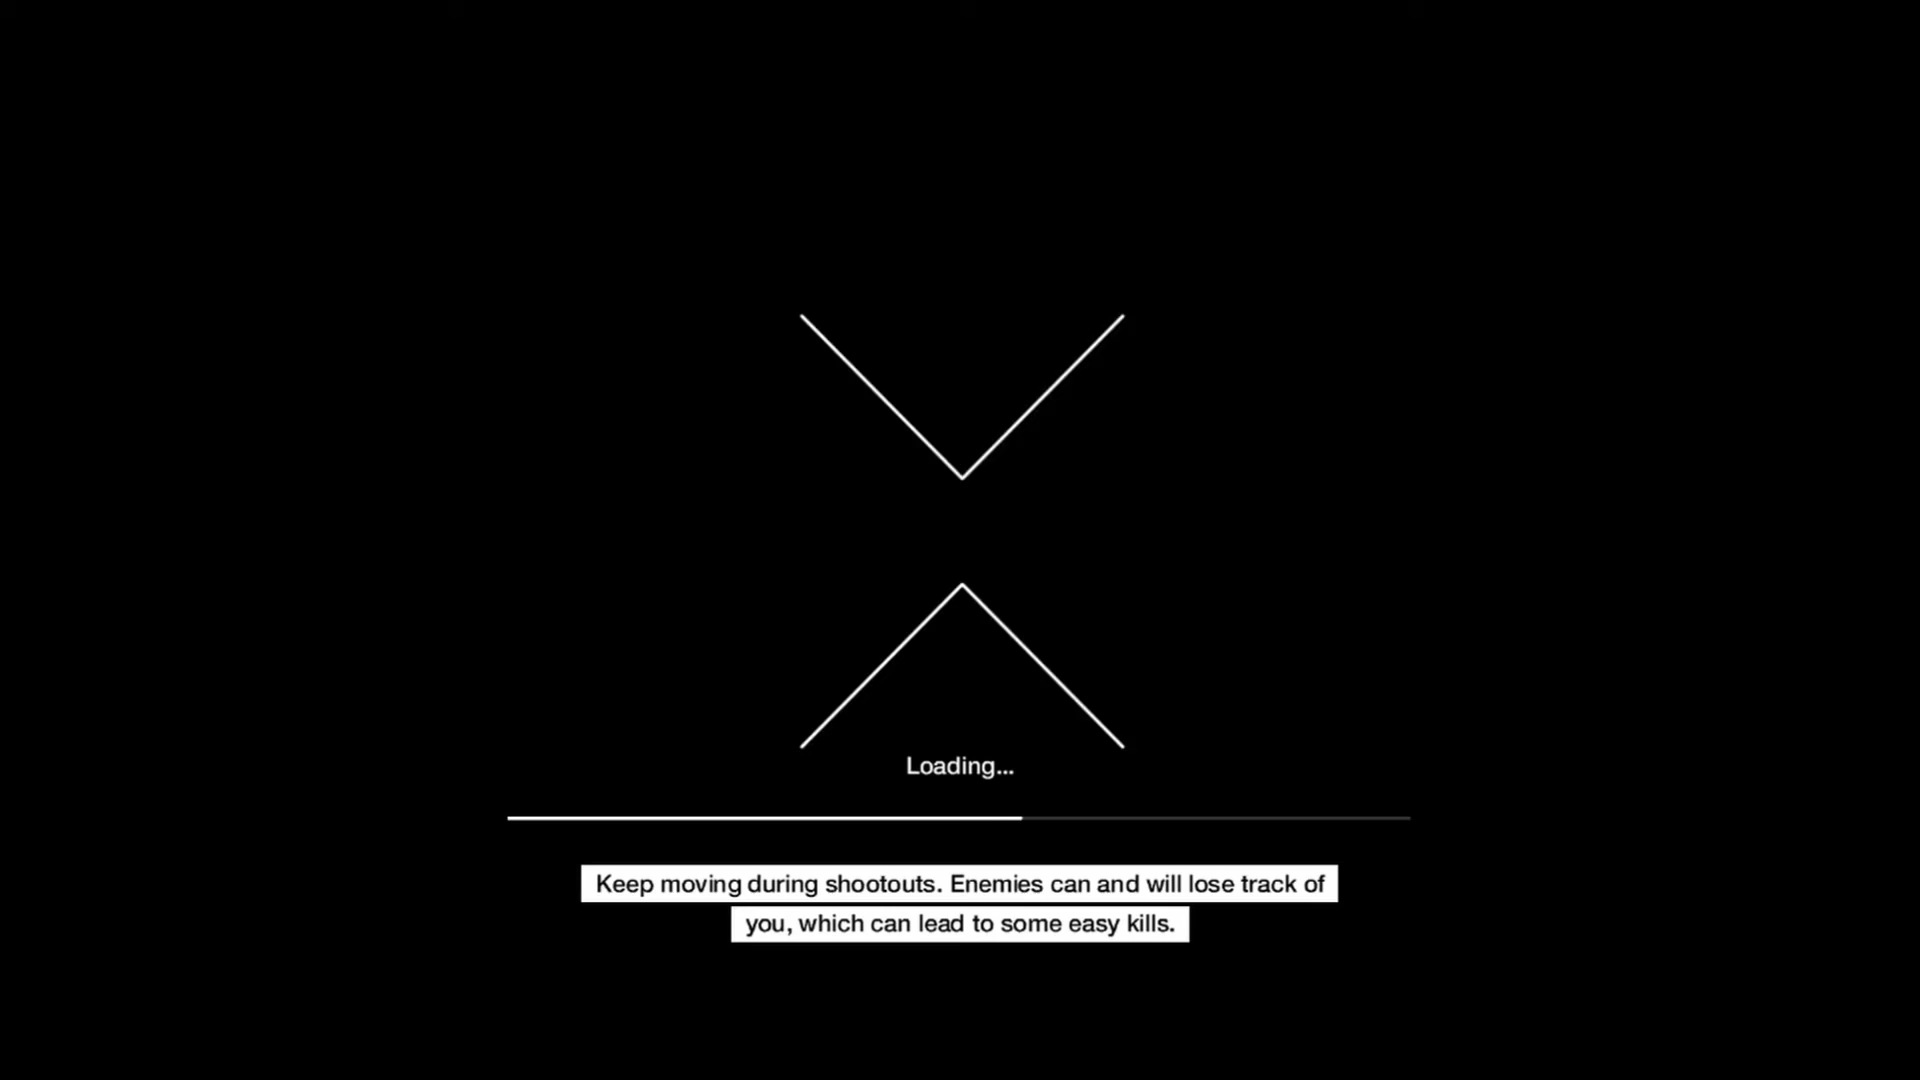 Loading...
Keep moving during shootouts. Enemies can and will lose track of
you, which can lead to some easy kills.